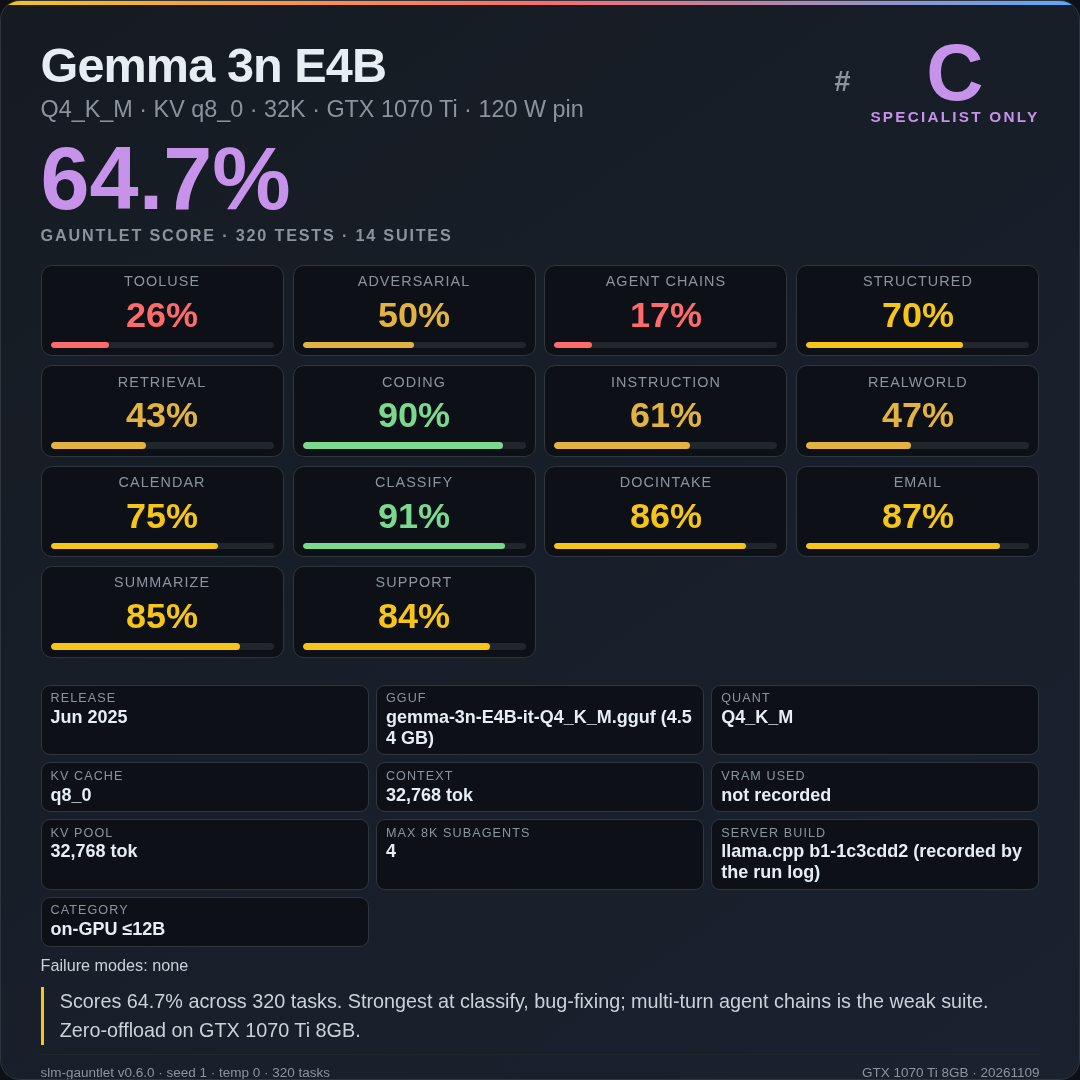 Gemma 3n E4B
Q4_K_M · KV q8_0 · 32K · GTX 1070 Ti · 120 W pin
#
C
SPECIALIST ONLY
64.7%
GAUNTLET SCORE · 320 TESTS · 14 SUITES
TOOLUSE
26%
ADVERSARIAL
50%
AGENT CHAINS
17%
STRUCTURED
70%
RETRIEVAL
43%
CODING
90%
INSTRUCTION
61%
REALWORLD
47%
CALENDAR
75%
CLASSIFY
91%
DOCINTAKE
86%
EMAIL
87%
SUMMARIZE
85%
SUPPORT
84%
RELEASE
Jun 2025
GGUF
gemma-3n-E4B-it-Q4_K_M.gguf (4.5
4 GB)
QUANT
Q4_K_M
KV CACHE
q8_0
CONTEXT
32,768 tok
VRAM USED
not recorded
KV POOL
32,768 tok
MAX 8K SUBAGENTS
4
SERVER BUILD
llama.cpp b1-1c3cdd2 (recorded by
the run log)
CATEGORY
on-GPU ≤12B
Failure modes: none
Scores 64.7% across 320 tasks. Strongest at classify, bug-fixing; multi-turn agent chains is the weak suite.
Zero-offload on GTX 1070 Ti 8GB.
slm-gauntlet v0.6.0 · seed 1 · temp 0 · 320 tasks
GTX 1070 Ti 8GB · 20261109